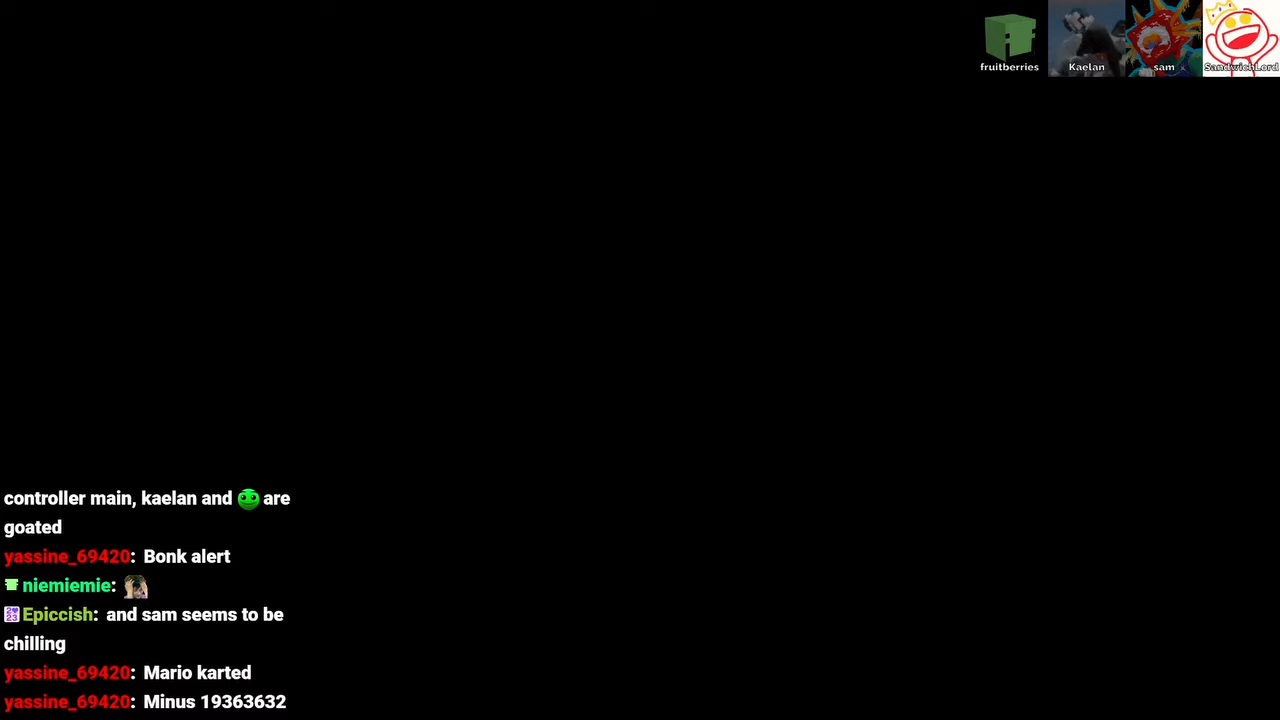 fruitberries
Kaelan
sam
SandwichLord
controller main, kaelan and are
goated
yassine_69420: Bonk alert
niemiemie:
Epiccish: and sam seems to be
chilling
yassine_69420: Mario karted
yassine_69420: Minus 19363632